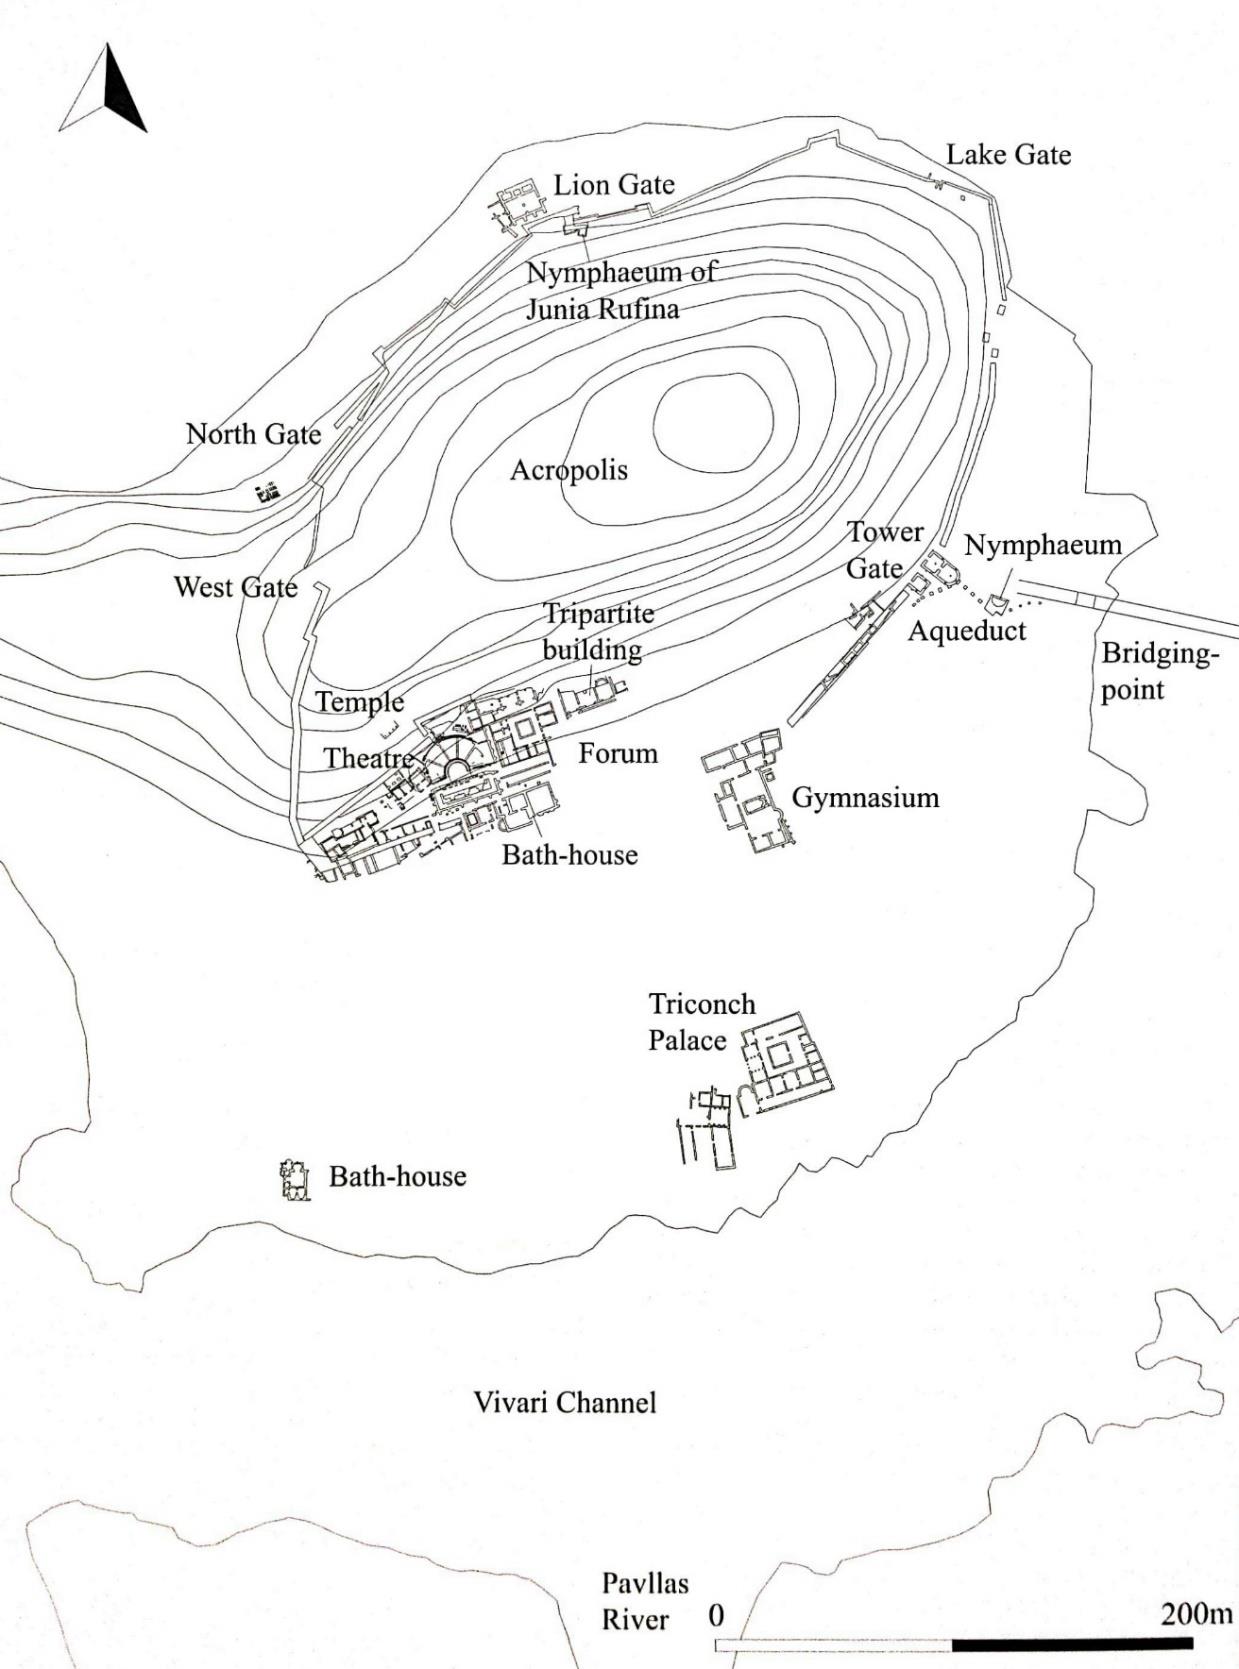 Lake Gate
Lion Gate
Nymphaeum of
Junia Rufina
North Gate
Acropolis
Tower
Gate
Nymphaeum
West Gate
Tripartite
building
Aqueduct
Bridging-
point
Temple
Theatre
Forum
Gymnasium
Bath-house
Triconch
Palace
Bath-house
Vivari Channel
Pavllas
River
0
200m